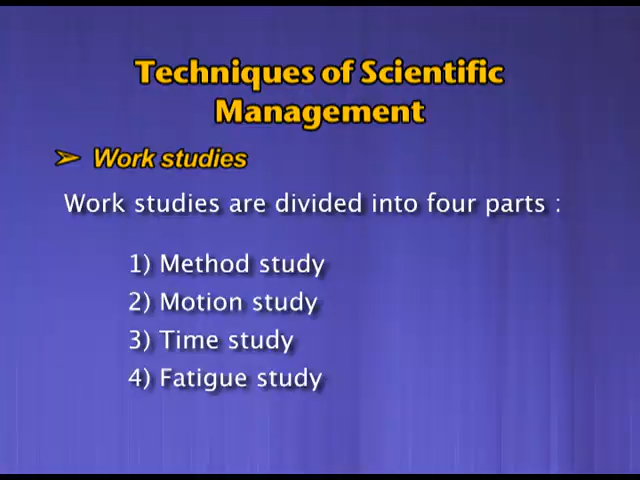 Techniques of Scientific
Management
➢ Work studies
Work studies are divided into four parts :
1) Method study
2) Motion study
3) Time study
4) Fatigue study